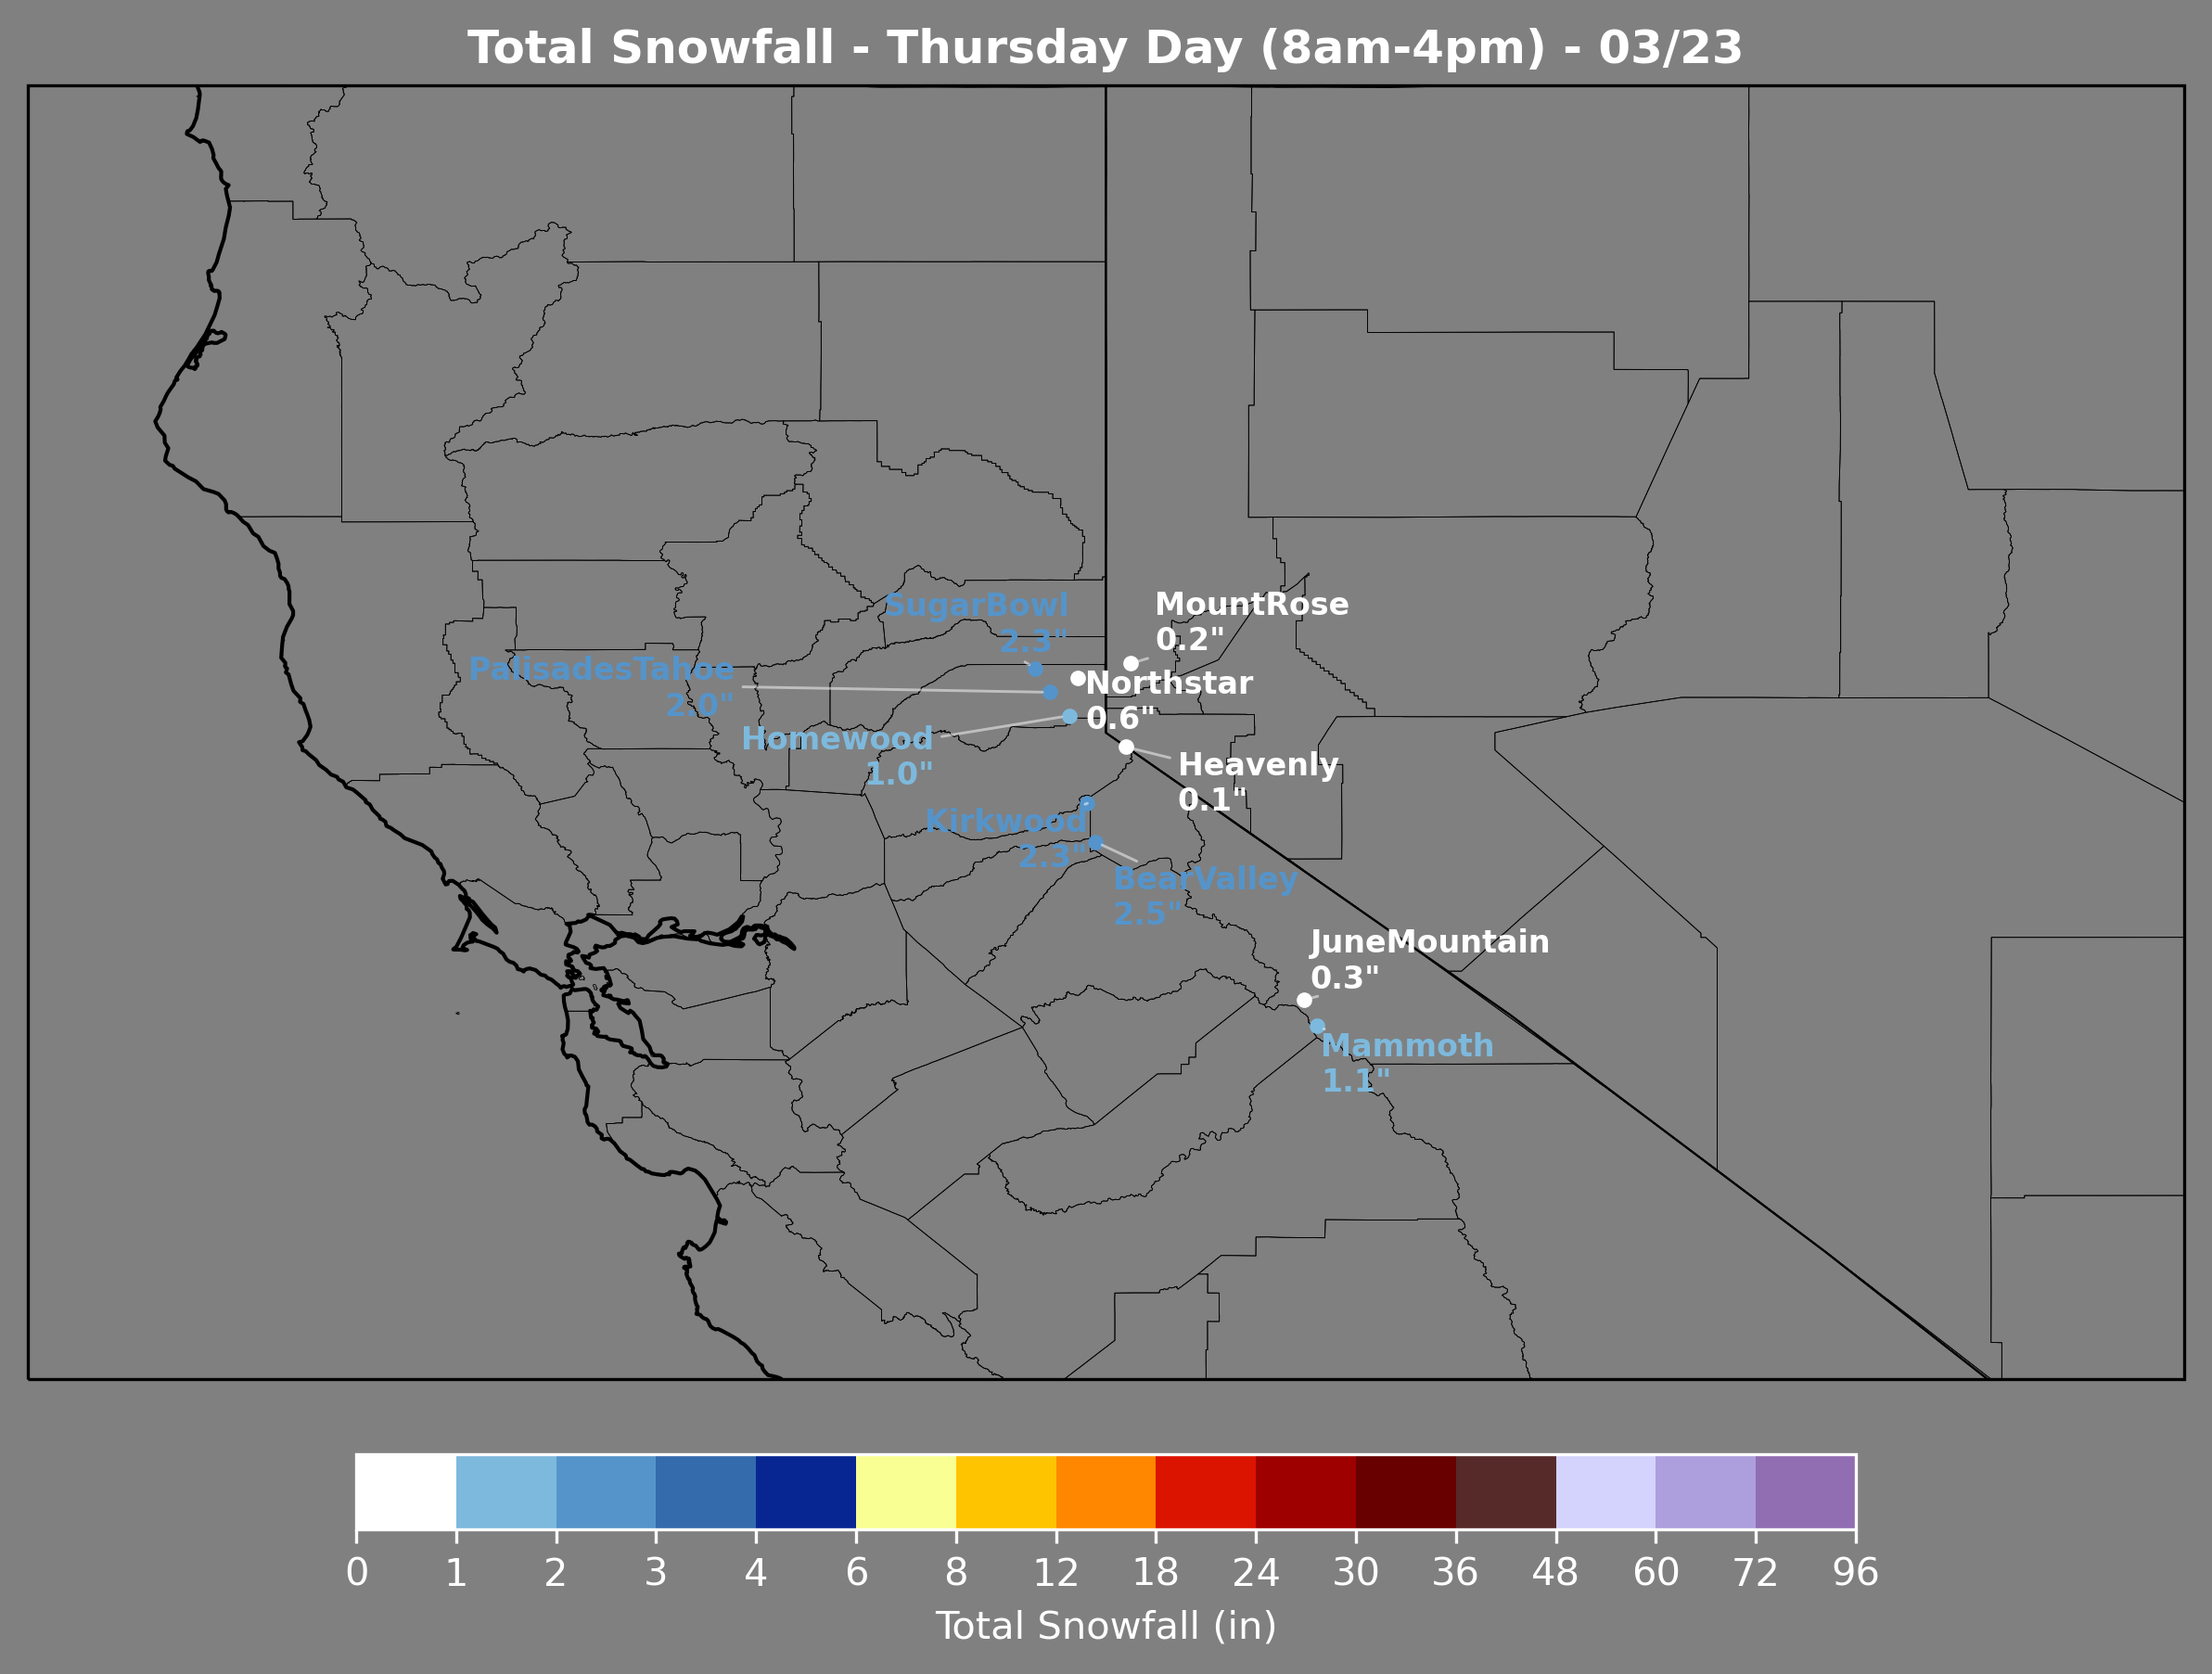 Total Snowfall - Thursday Day (8am-4pm) - 03/23
SugarBowl
2.3"
MountRose
0.2"
PalisadesTahoe
2.0"
Northstar
0.6"
Homewood
1.0"
Heavenly
0.1"
Kirkwood
2.3"
BearValley
2.5"
JuneMountain
0.3"
Mammoth
1.1"
0 1 2 3 4 6 8 12 18 24 30 36 48 60 72 96
Total Snowfall (in)